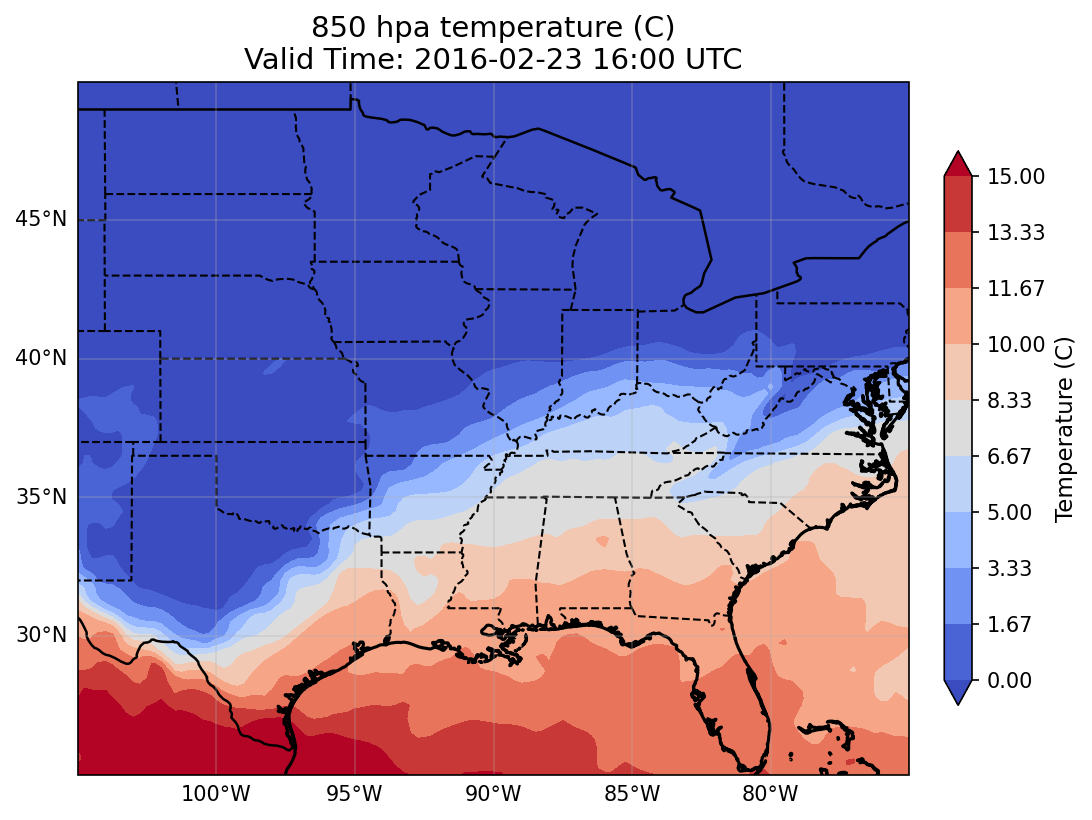 850 hpa temperature (C)
Valid Time: 2016-02-23 16:00 UTC
45°N
40°N
35°N
30°N
100°W
95°W
90°W
85°W
80°W
15.00
13.33
11.67
10.00
8.33
6.67
5.00
3.33
1.67
0.00
Temperature (C)